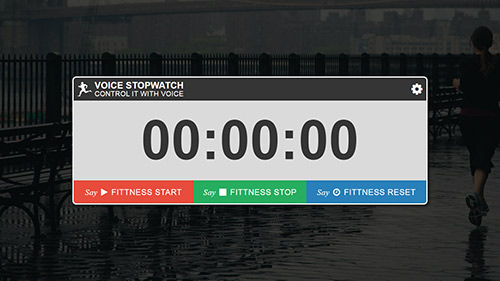 VOICE STOPWATCH
CONTROL IT WITH VOICE
00:00:00
Say FITTNESS START Say FITTNESS STOP Say FITTNESS RESET